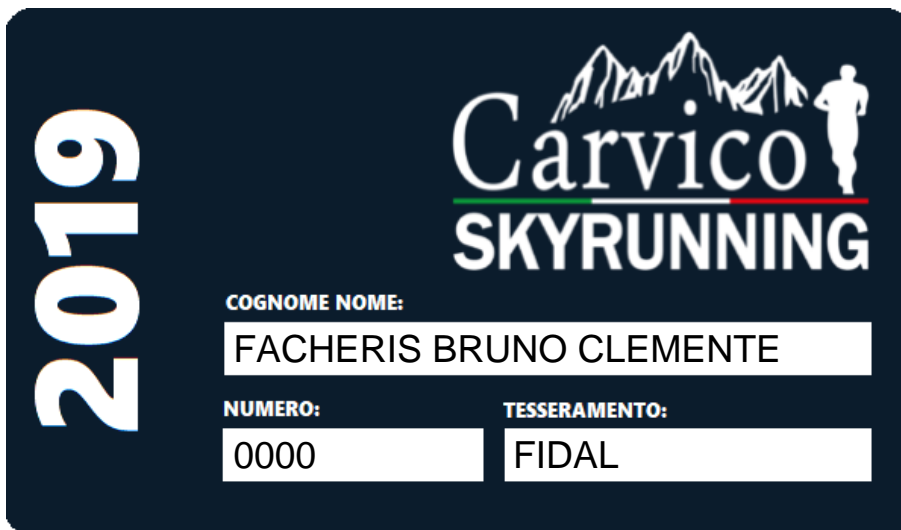 2019
Carvico
SKYRUNNING
COGNOME NOME:
FACHERIS BRUNO CLEMENTE
NUMERO:
TESSERAMENTO:
0000
FIDAL